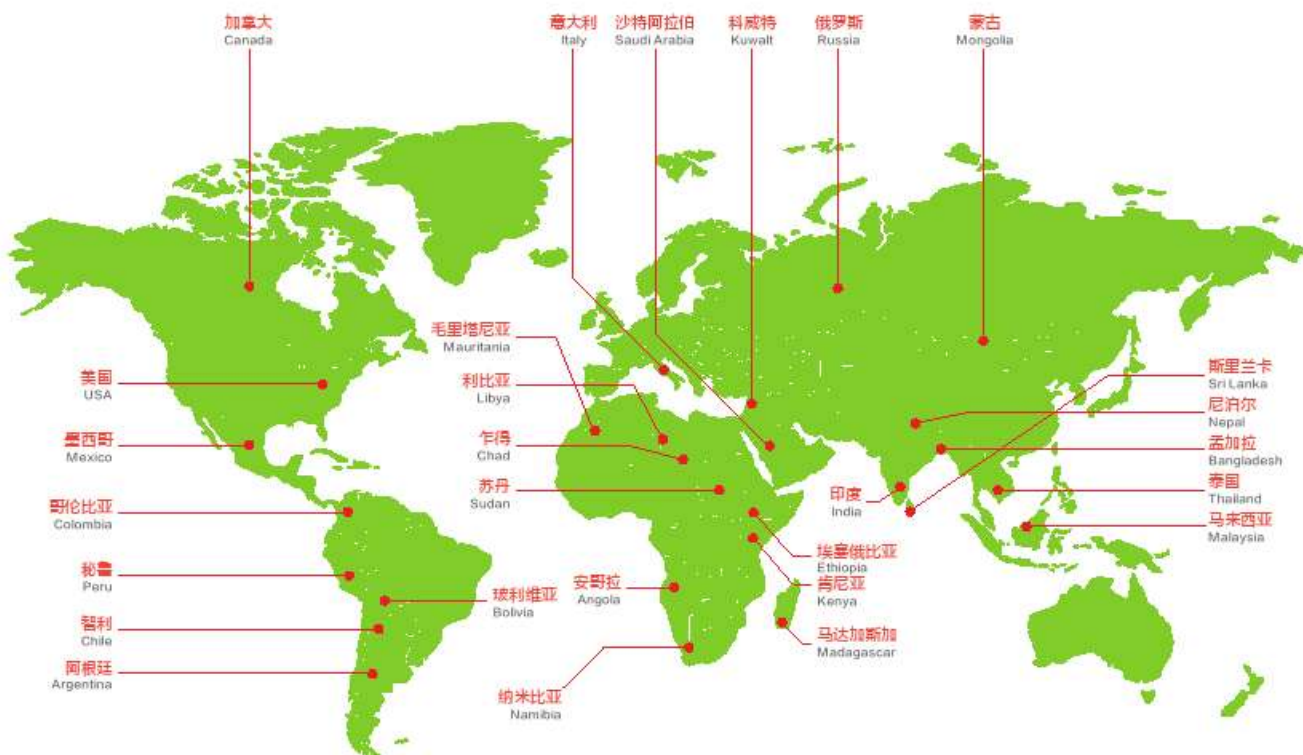 加拿大
Canada
意大利
Italy
沙特阿拉伯
Saudi Arabia
科威特
Kuwalt
俄罗斯
Russia
蒙古
Mongolia
毛里塔尼亚
Mauritania
美国
USA
利比亚
Libya
斯里兰卡
Sri Lanka
尼泊尔
Nepal
墨西哥
Mexico
乍得
Chad
孟加拉
Bangladesh
苏丹
Sudan
印度
India
泰国
Thailand
哥伦比亚
Colombia
马来西亚
Malaysia
埃塞俄比亚
Ethiopia
秘鲁
Peru
玻利维亚
Bolivia
安哥拉
Angola
肯尼亚
Kenya
智利
Chile
马达加斯加
Madagascar
阿根廷
Argentina
纳米比亚
Namibia